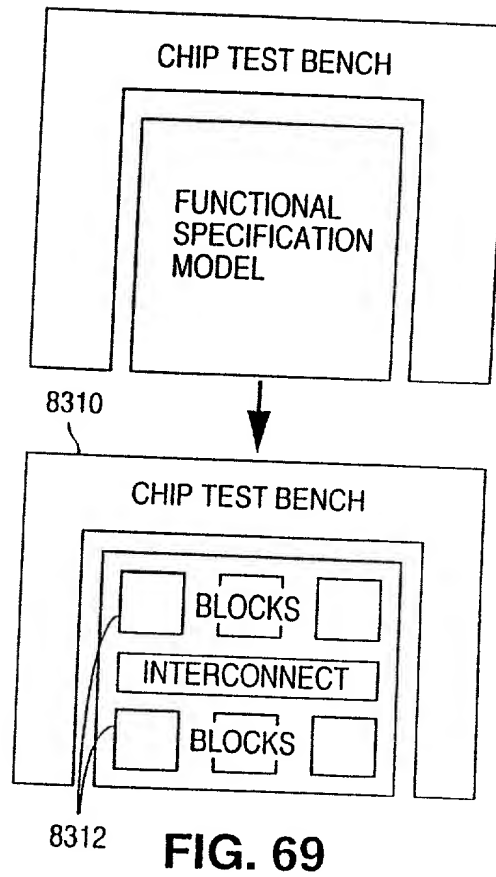 CHIP TEST BENCH
FUNCTIONAL
SPECIFICATION
MODEL
8310
CHIP TEST BENCH
BLOCKS
INTERCONNECT
BLOCKS
8312
FIG. 69